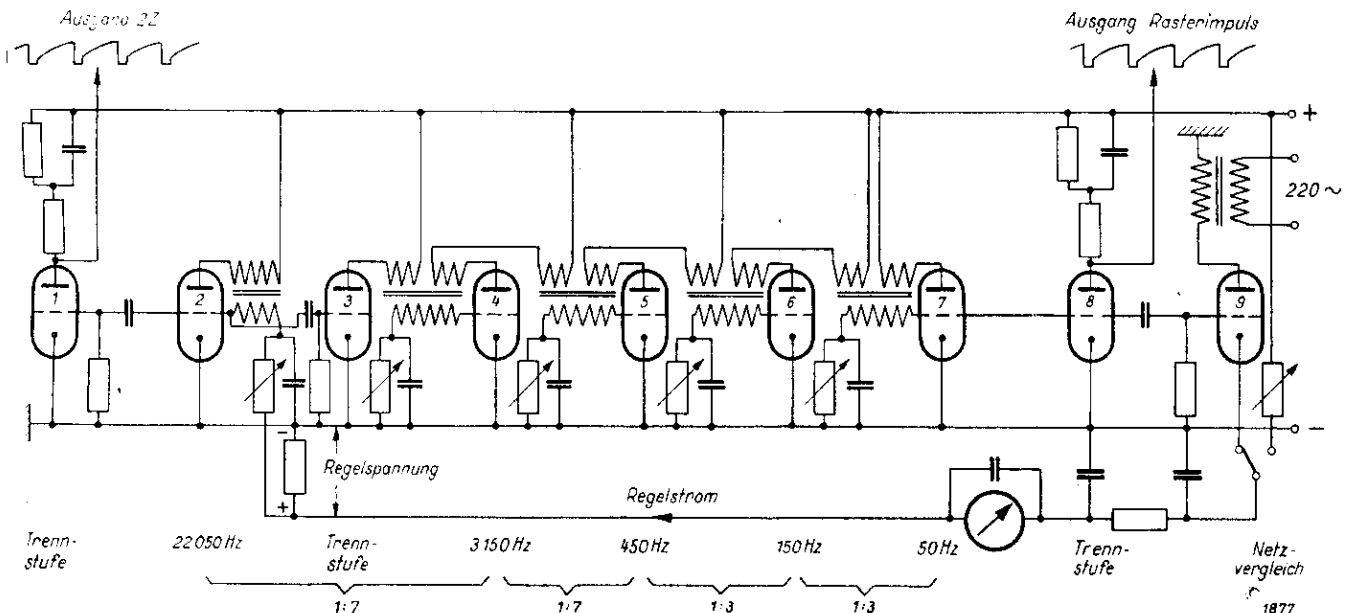 Ausgang 2Z
Ausgang Rasterimpuls
+
220 ~
1
2
3
4
5
6
7
8
9
−
−
Regelspannung
+
Regelstrom
Trenn-
stufe
22050 Hz
Trenn-
stufe
3150 Hz
450 Hz
150 Hz
50 Hz
Trenn-
stufe
Netz-
vergleich
1:7
1:7
1:3
1:3
1877